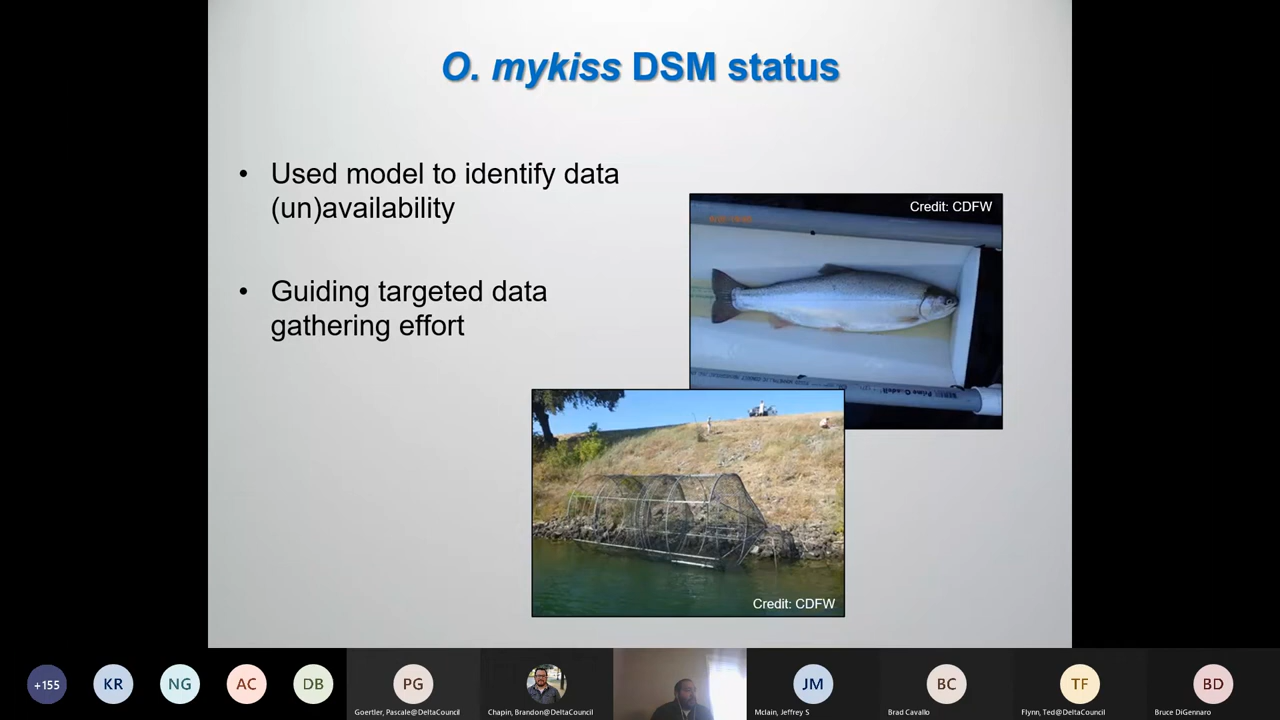 O. mykiss DSM status
• Used model to identify data
(un)availability
• Guiding targeted data
gathering effort
Credit: CDFW
Credit: CDFW
+155
KR
NG
AC
DB
PG
Goertler, Pascale@DeltaCouncil
Chapin, Brandon@DeltaCouncil
JM
Mclain, Jeffrey S
BC
Brad Cavallo
TF
Flynn, Ted@DeltaCouncil
BD
Bruce DiGennaro